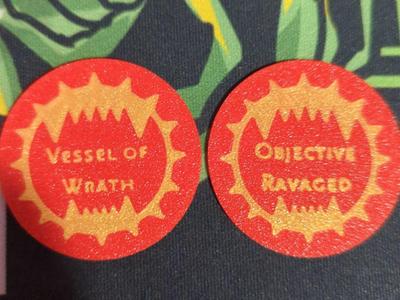 Vessel of
Wrath
Objective
Ravaged